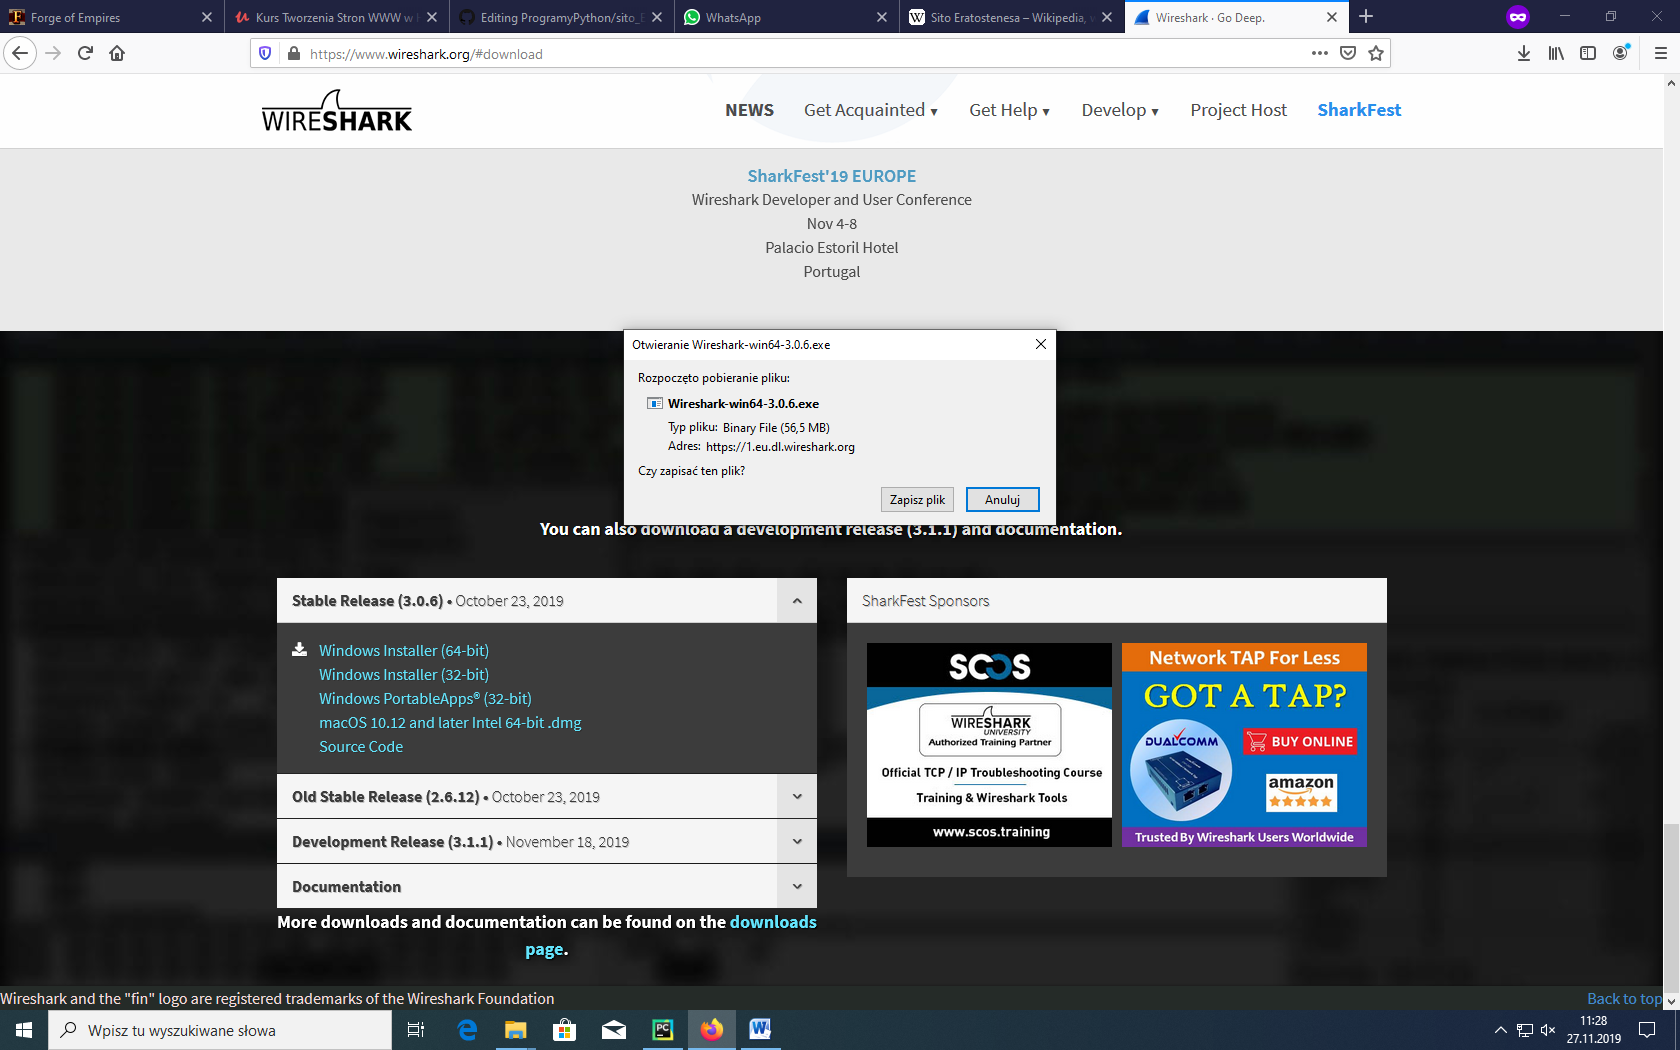 Forge of Empires
Kurs Tworzenia Stron WWW w
Editing ProgramyPython/sito_E
WhatsApp
Sito Eratostenesa – Wikipedia, w
Wireshark · Go Deep.
https://www.wireshark.org/#download
WIRESHARK
NEWS
Get Acquainted ▾
Get Help ▾
Develop ▾
Project Host
SharkFest
SharkFest'19 EUROPE
Wireshark Developer and User Conference
Nov 4-8
Palacio Estoril Hotel
Portugal
Otwieranie Wireshark-win64-3.0.6.exe
Rozpoczęto pobieranie pliku:
Wireshark-win64-3.0.6.exe
Typ pliku: Binary File (56,5 MB)
Adres: https://1.eu.dl.wireshark.org
Czy zapisać ten plik?
Zapisz plik
Anuluj
You can also download a development release (3.1.1) and documentation.
Stable Release (3.0.6) • October 23, 2019
Windows Installer (64-bit)
Windows Installer (32-bit)
Windows PortableApps® (32-bit)
macOS 10.12 and later Intel 64-bit .dmg
Source Code
Old Stable Release (2.6.12) • October 23, 2019
Development Release (3.1.1) • November 18, 2019
Documentation
More downloads and documentation can be found on the downloads
page.
SharkFest Sponsors
SCOS
WIRESHARK
UNIVERSITY
Authorized Training Partner
Official TCP / IP Troubleshooting Course
Training & Wireshark Tools
www.scos.training
Network TAP For Less
GOT A TAP?
DUALCOMM
BUY ONLINE
amazon
Trusted By Wireshark Users Worldwide
Wireshark and the "fin" logo are registered trademarks of the Wireshark Foundation
Back to top
Wpisz tu wyszukiwane słowa
PC
W
11:28
27.11.2019